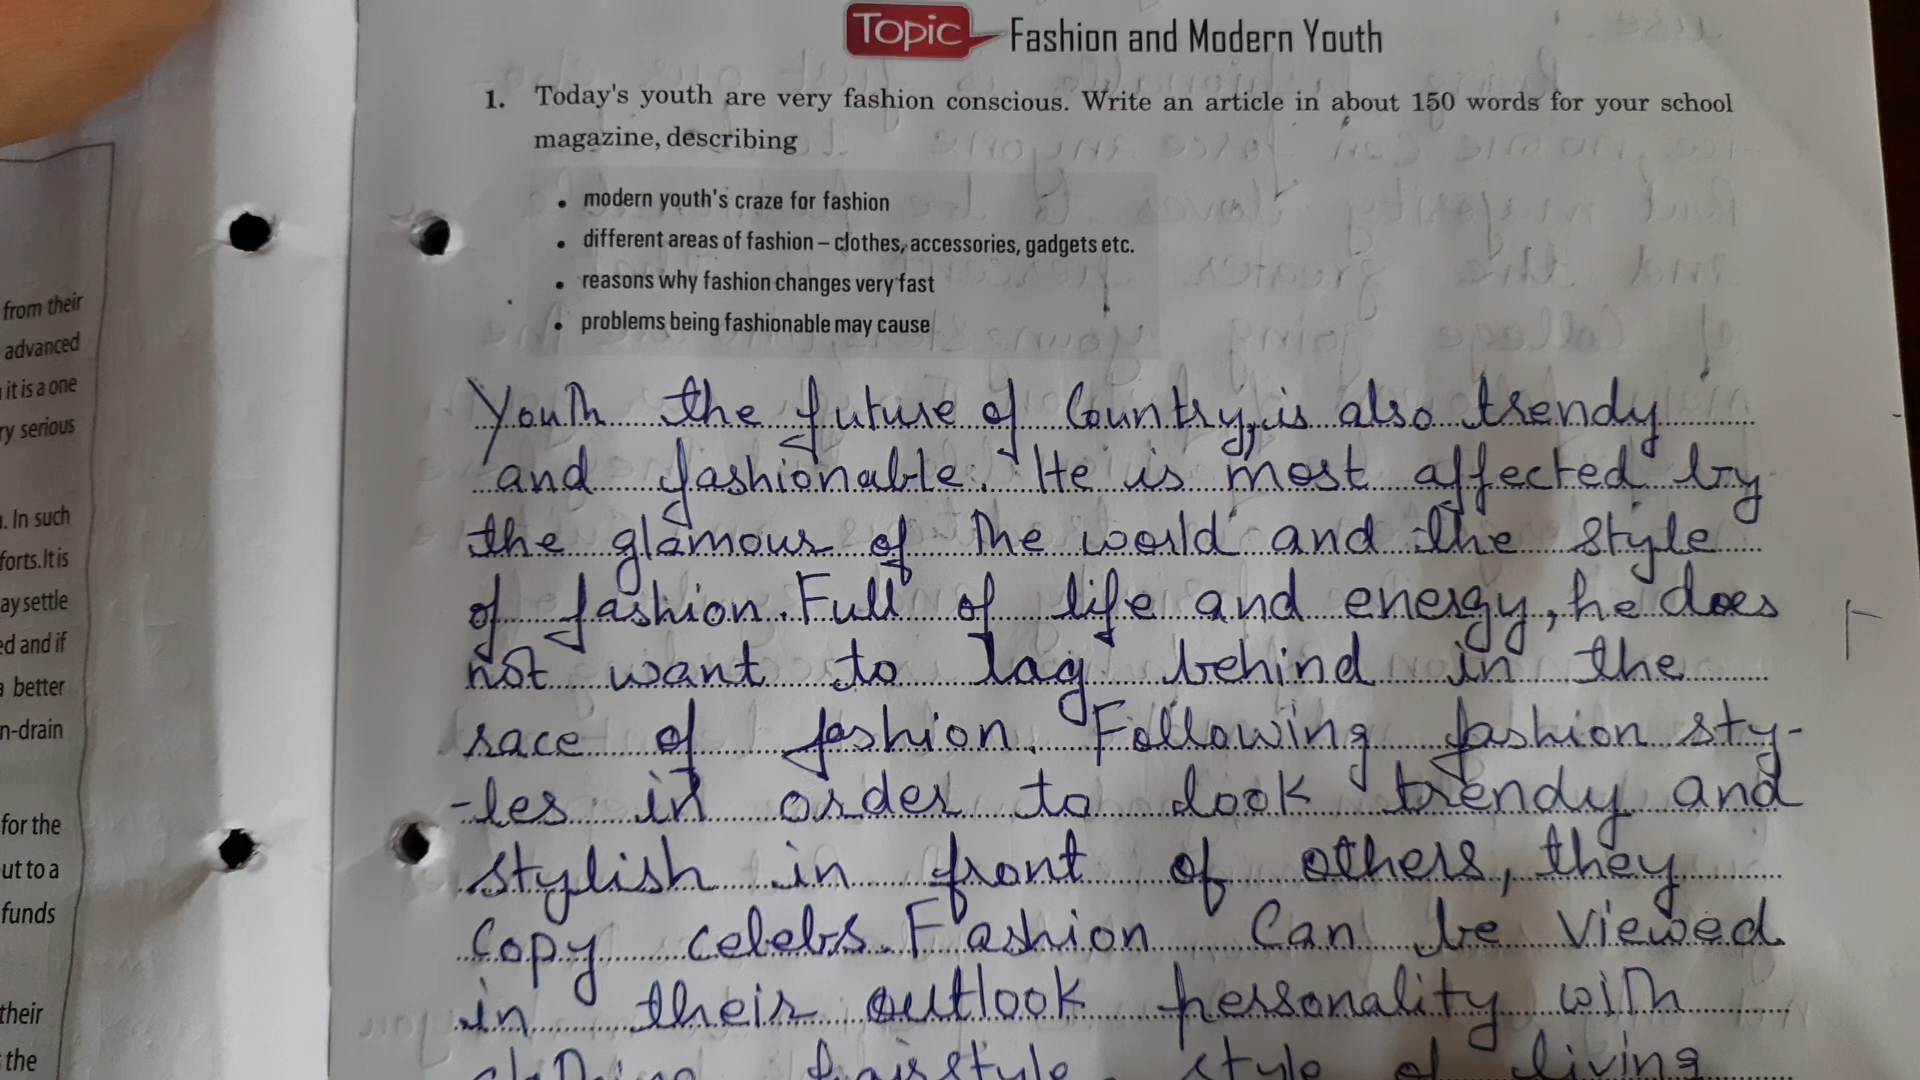 Topic Fashion and Modern Youth
1. Today's youth are very fashion conscious. Write an article in about 150 words for your school
magazine, describing
• modern youth's craze for fashion
• different areas of fashion – clothes, accessories, gadgets etc.
• reasons why fashion changes very fast
• problems being fashionable may cause
Youth the future of Country, is also trendy
and fashionable. He is most affected by
the glamour of the world and the style
of fashion. Full of life and energy, he does
not want to lag behind in the
race of fashion. Following fashion sty-
-les in order to look trendy and
stylish in front of others, they
Copy celebs. Fashion Can be Viewed
in their outlook personality with
clothing hairstyle, style of living
from their
advanced
it is a one
ry serious
. In such
forts. It is
ay settle
ed and if
a better
n-drain
for the
ut to a
funds
their
the